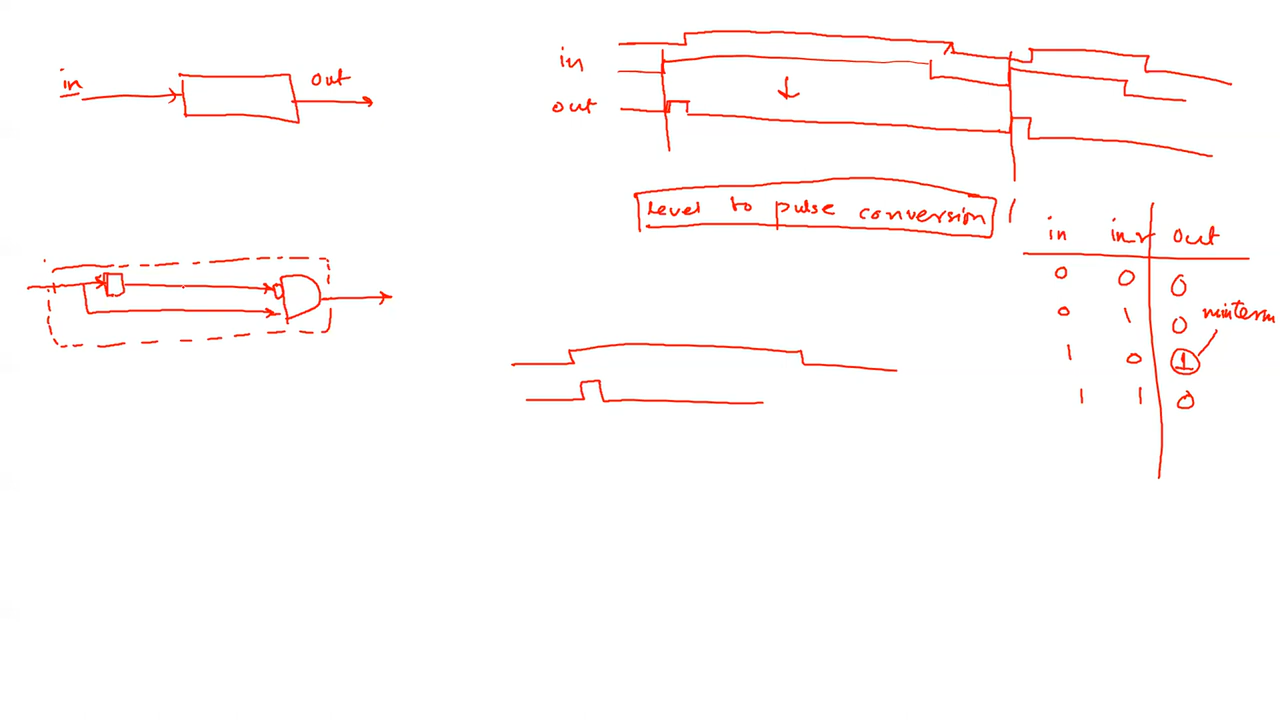 in
out
in
out
level to pulse conversion
in in_r out
0 0 0
0 1 0
minterm
1 0 1
1 1 0